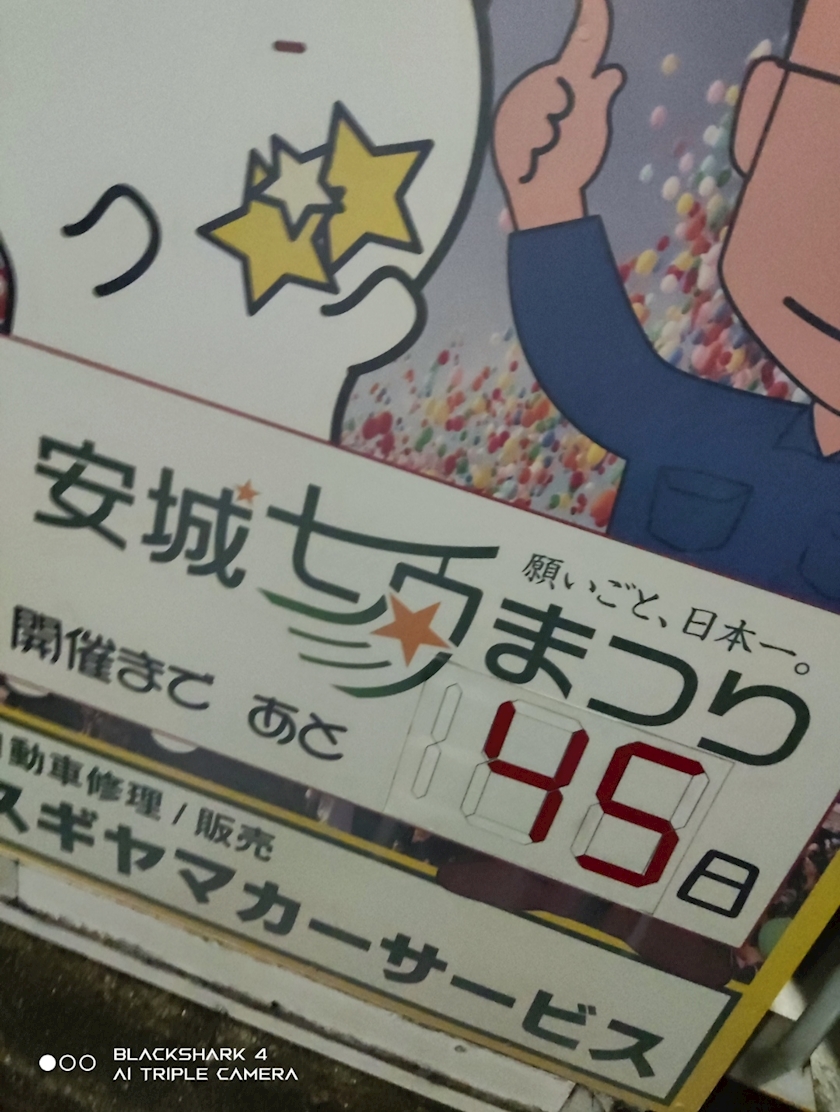 願いごと、日本一。
安城七夕まつり
開催まで あと 45日
動車修理 / 販売
スギヤマカーサービス
BLACKSHARK 4
AI TRIPLE CAMERA